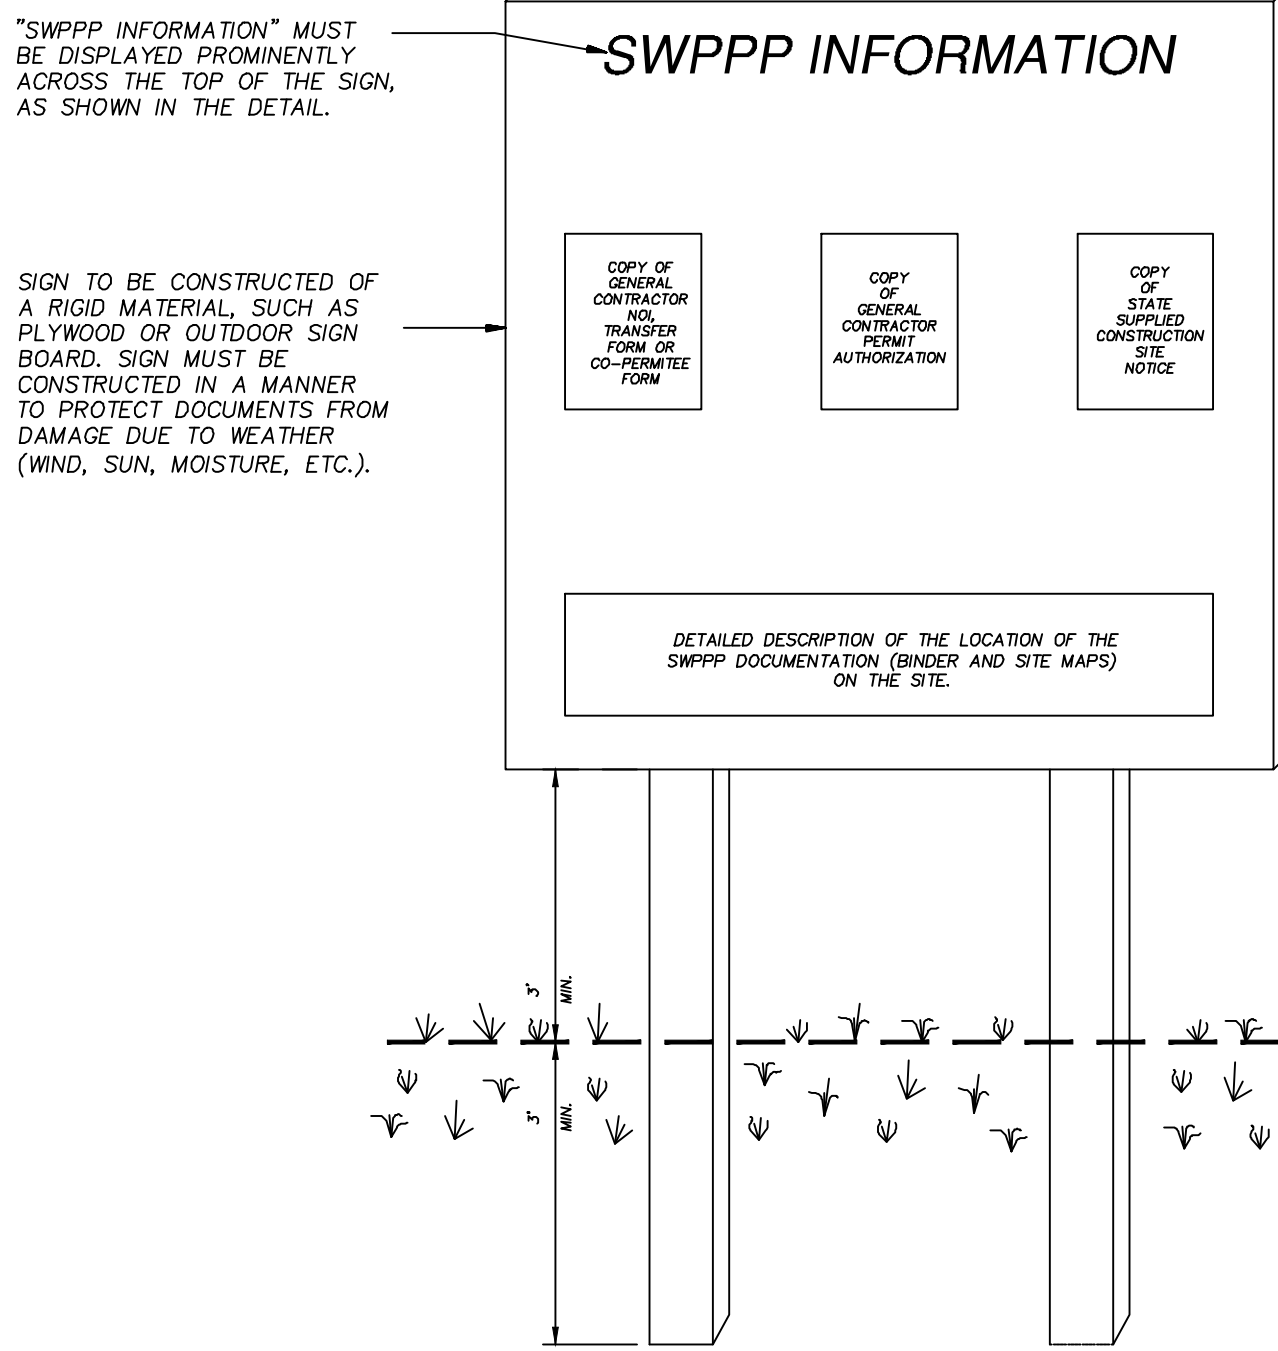 "SWPPP INFORMATION" MUST
BE DISPLAYED PROMINENTLY
ACROSS THE TOP OF THE SIGN,
AS SHOWN IN THE DETAIL.
SWPPP INFORMATION
SIGN TO BE CONSTRUCTED OF
A RIGID MATERIAL, SUCH AS
PLYWOOD OR OUTDOOR SIGN
BOARD. SIGN MUST BE
CONSTRUCTED IN A MANNER
TO PROTECT DOCUMENTS FROM
DAMAGE DUE TO WEATHER
(WIND, SUN, MOISTURE, ETC.).
COPY OF
GENERAL
CONTRACTOR
NOI,
TRANSFER
FORM OR
CO-PERMITEE
FORM
COPY
OF
GENERAL
CONTRACTOR
PERMIT
AUTHORIZATION
COPY
OF
STATE
SUPPLIED
CONSTRUCTION
SITE
NOTICE
DETAILED DESCRIPTION OF THE LOCATION OF THE
SWPPP DOCUMENTATION (BINDER AND SITE MAPS)
ON THE SITE.
3'
MIN.
3'
MIN.